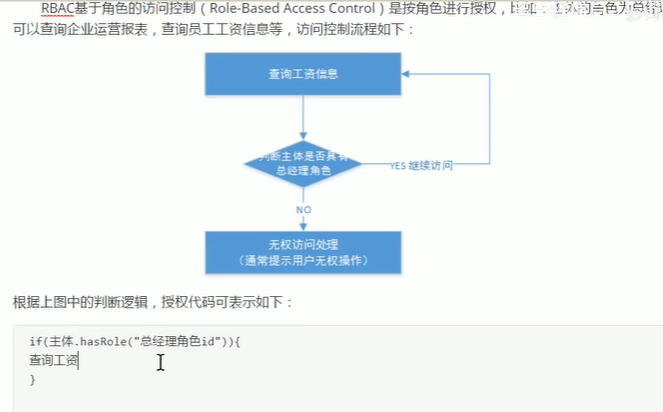 RBAC基于角色的访问控制（Role-Based Access Control）是按角色进行授权，比如：主体的角色为总经理
可以查询企业运营报表，查询员工工资信息等，访问控制流程如下：
查询工资信息
判断主体是否具有
总经理角色
YES 继续访问
NO
无权访问处理
（通常提示用户无权操作）
根据上图中的判断逻辑，授权代码可表示如下：
if(主体.hasRole("总经理角色id")){
查询工资
}